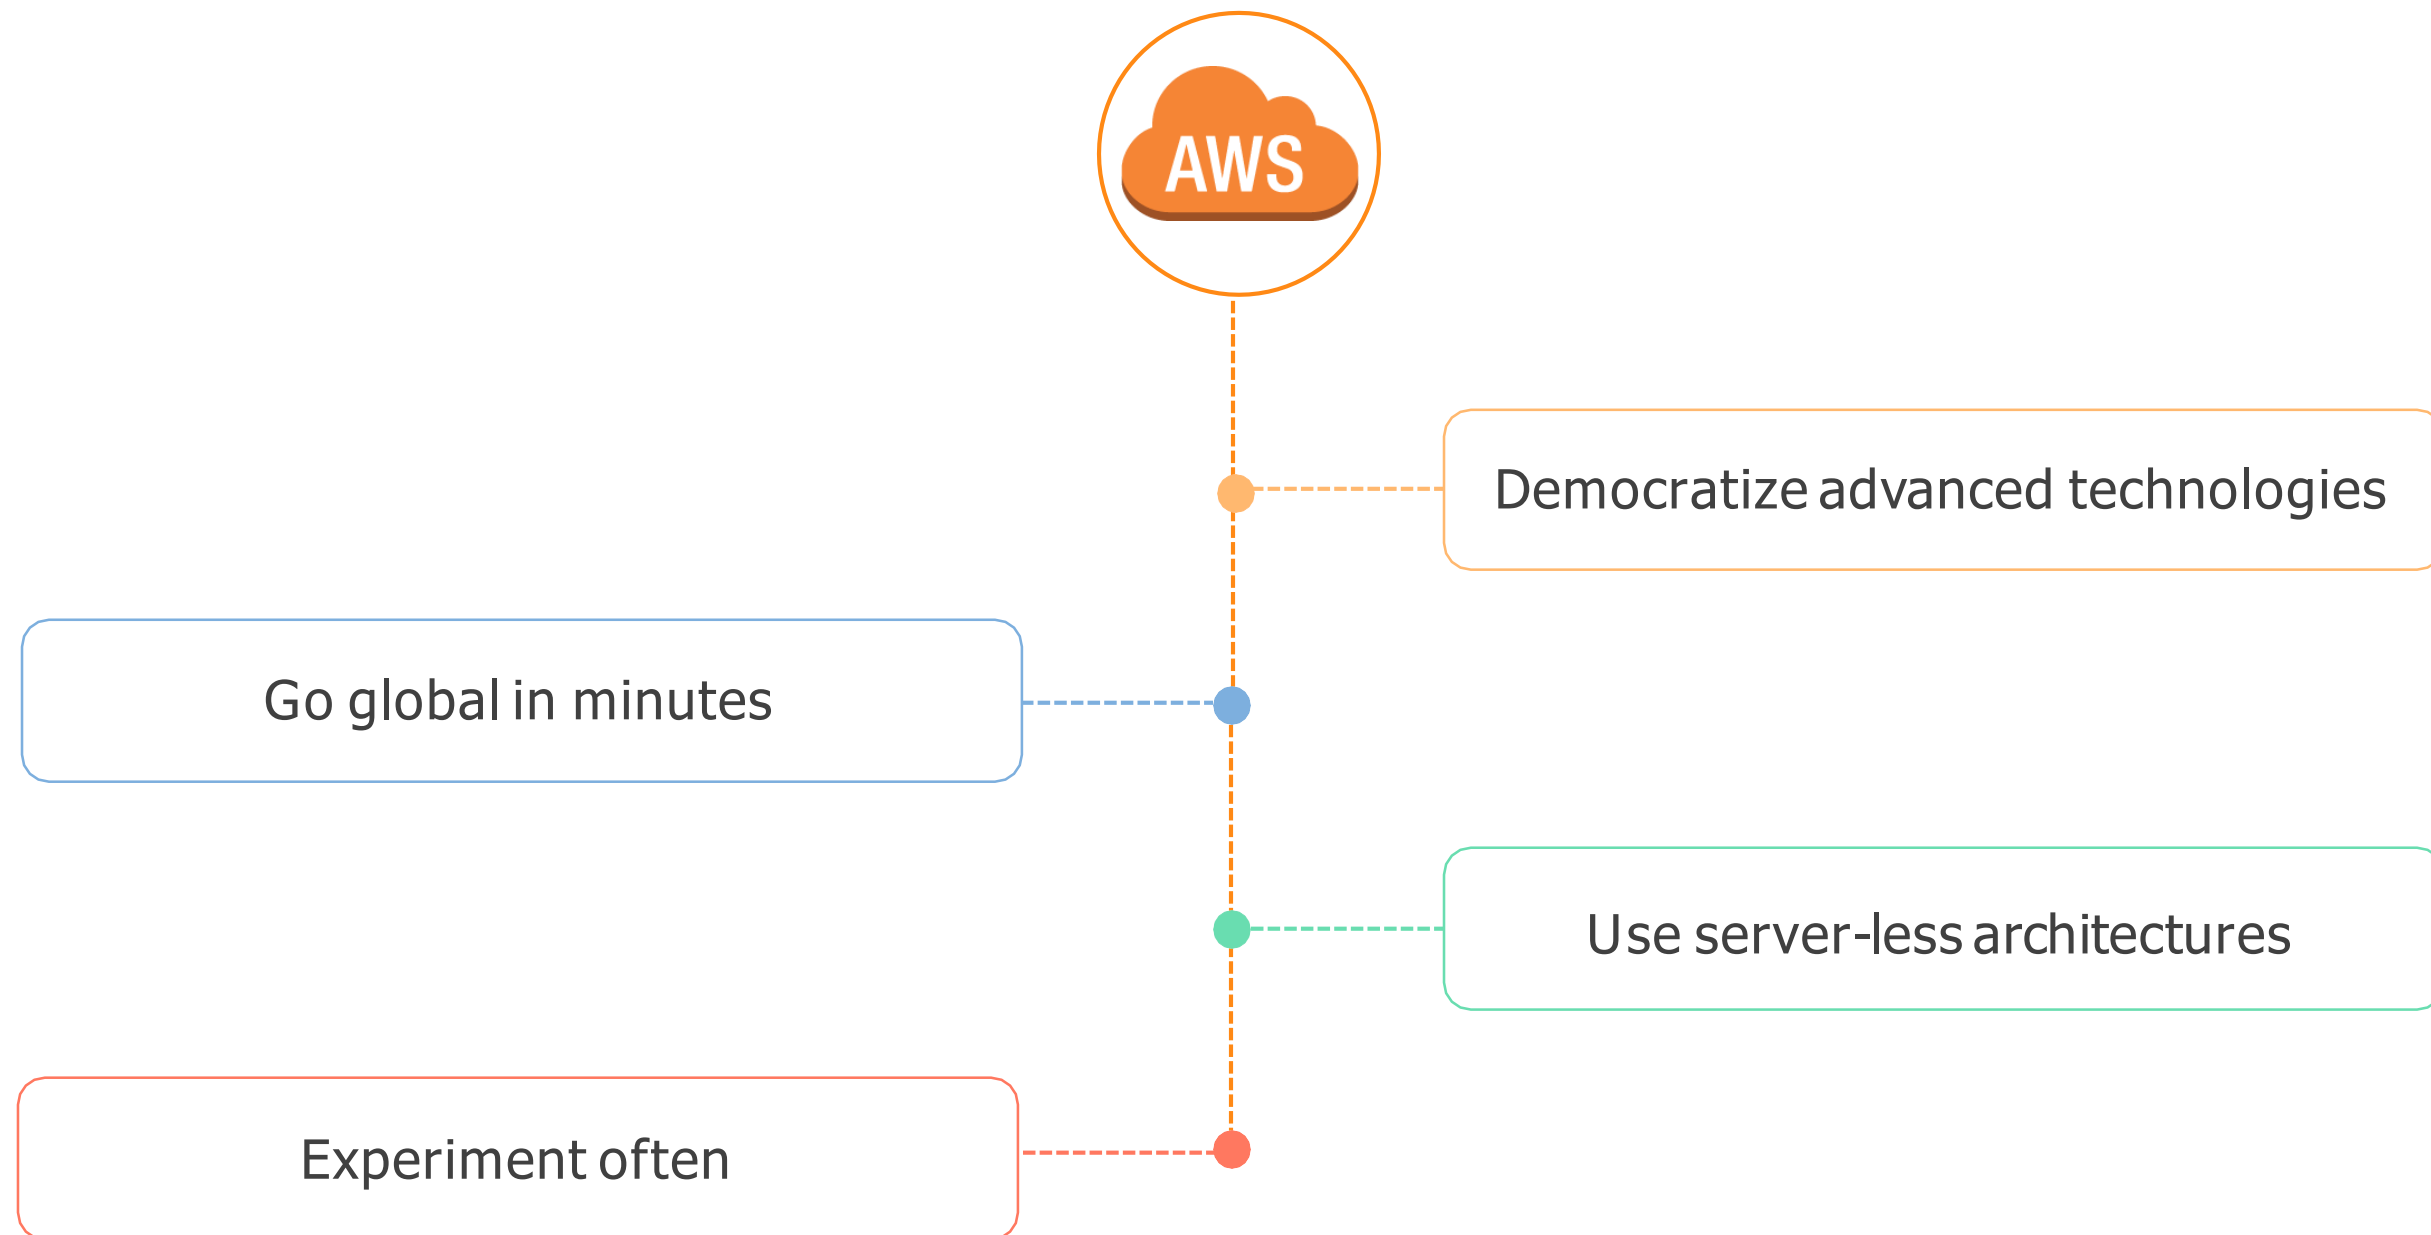 AWS
Democratize advanced technologies
Go global in minutes
Use server-less architectures
Experiment often